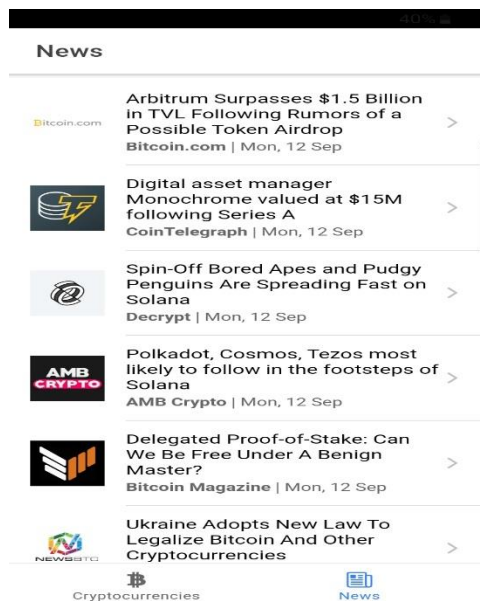 40%
News
Bitcoin.com
Arbitrum Surpasses $1.5 Billion
in TVL Following Rumors of a
Possible Token Airdrop
Bitcoin.com | Mon, 12 Sep
Digital asset manager
Monochrome valued at $15M
following Series A
CoinTelegraph | Mon, 12 Sep
Spin-Off Bored Apes and Pudgy
Penguins Are Spreading Fast on
Solana
Decrypt | Mon, 12 Sep
AMB
CRYPTO
Polkadot, Cosmos, Tezos most
likely to follow in the footsteps of
Solana
AMB Crypto | Mon, 12 Sep
Delegated Proof-of-Stake: Can
We Be Free Under A Benign
Master?
Bitcoin Magazine | Mon, 12 Sep
NEWSBTC
Ukraine Adopts New Law To
Legalize Bitcoin And Other
Cryptocurrencies
Cryptocurrencies
News